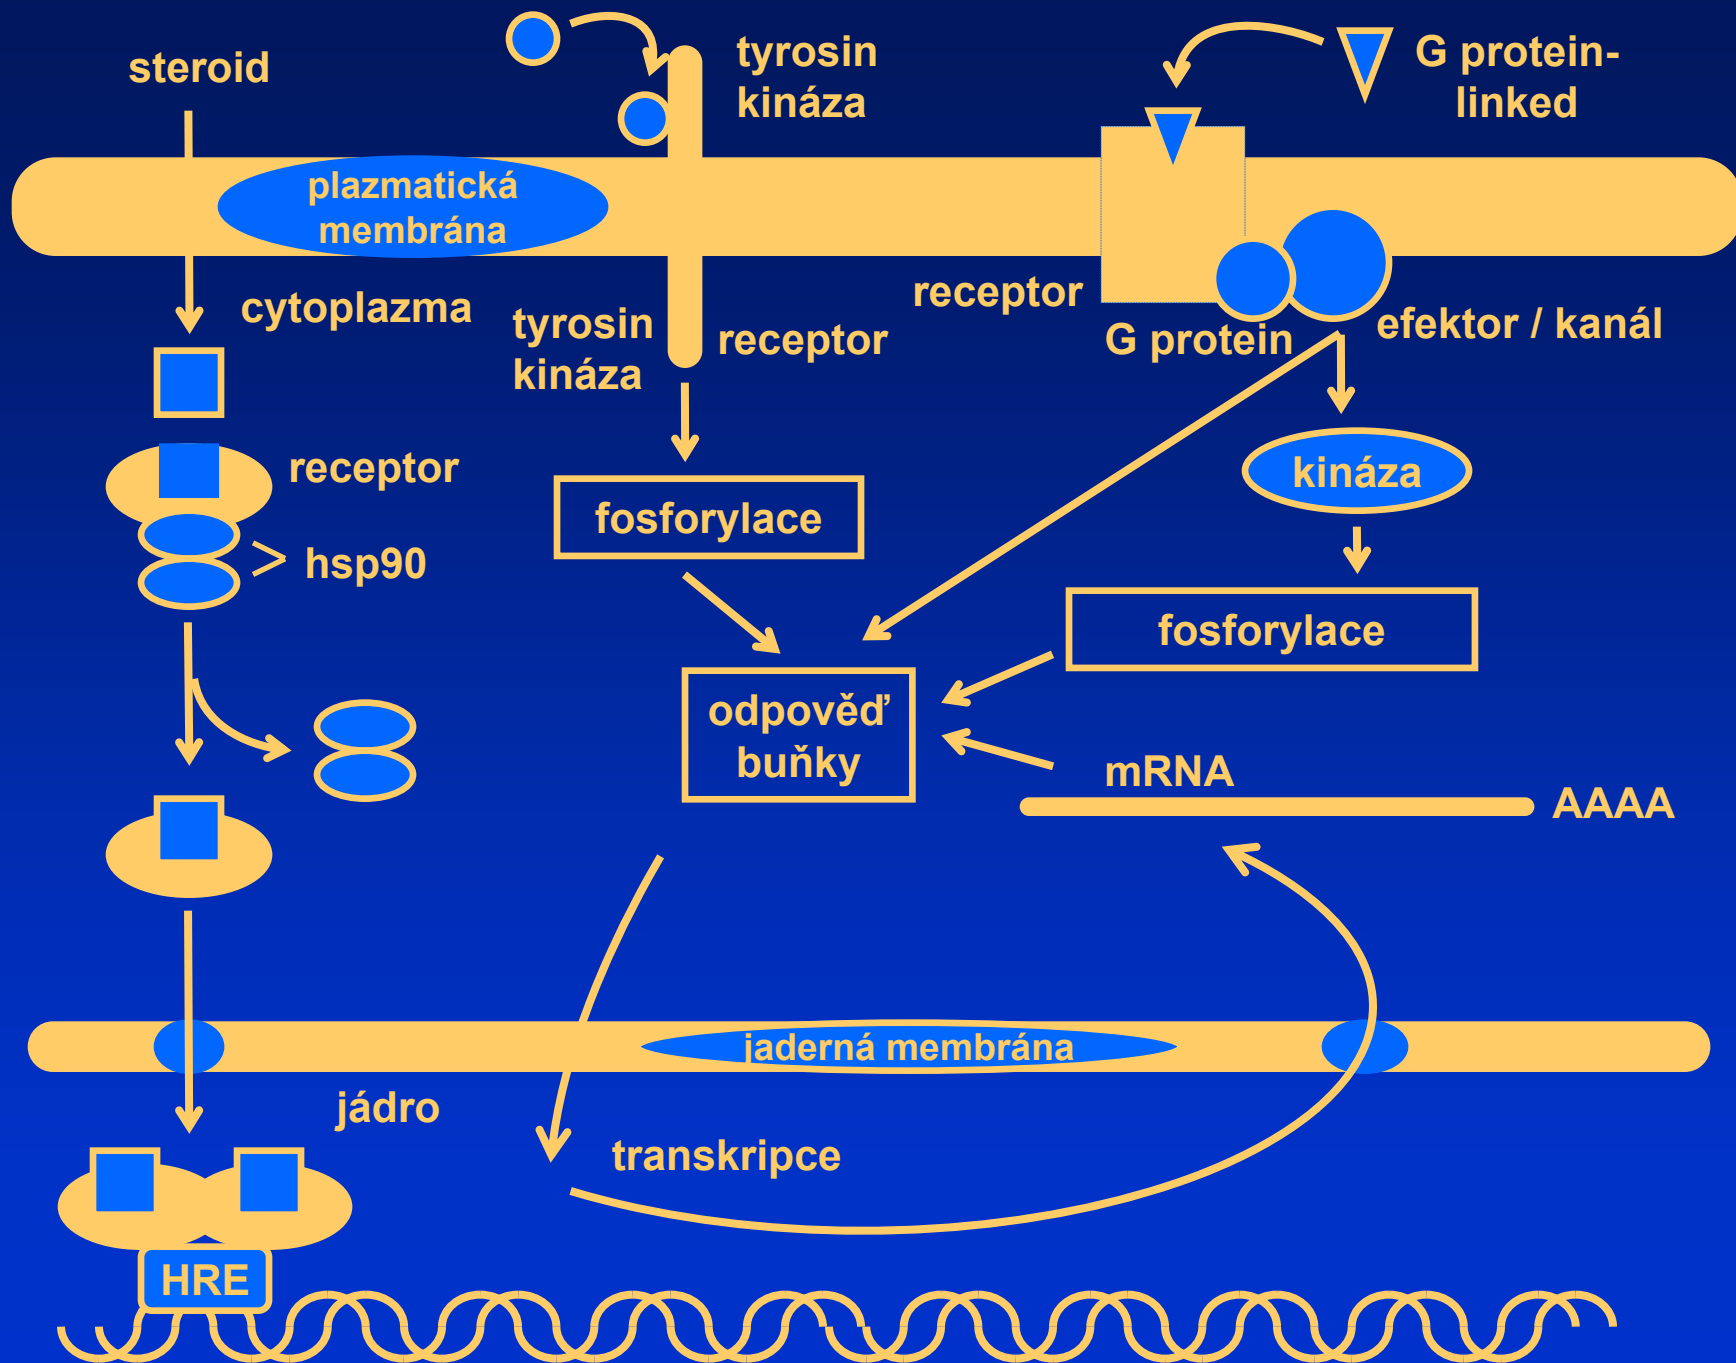 steroid
tyrosin
kináza
G protein-
linked
plazmatická
membrána
cytoplazma
tyrosin
kináza
receptor
receptor
G protein
efektor / kanál
receptor
hsp90
fosforylace
kináza
fosforylace
odpověď
buňky
mRNA
AAAA
jaderná membrána
jádro
transkripce
HRE